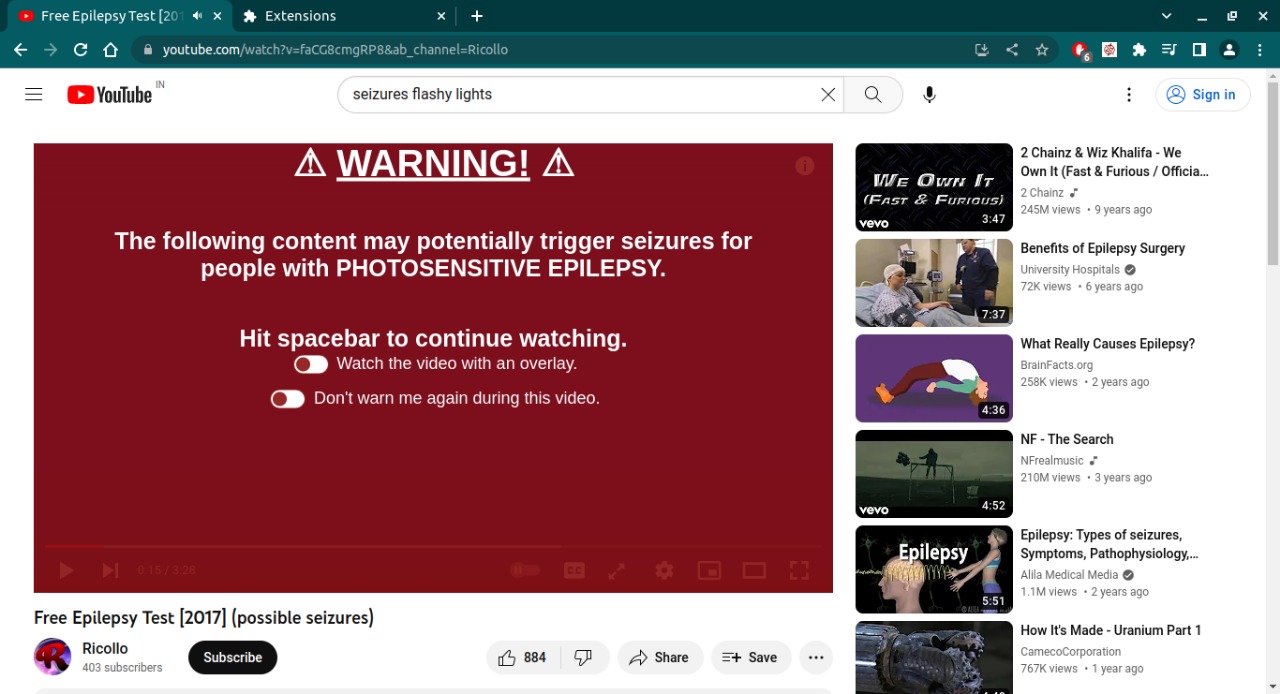 Free Epilepsy Test [201
Extensions
youtube.com/watch?v=faCG8cmgRP8&ab_channel=Ricollo
6
YouTube IN
seizures flashy lights
Sign in
⚠ WARNING! ⚠
The following content may potentially trigger seizures for
people with PHOTOSENSITIVE EPILEPSY.
Hit spacebar to continue watching.
Watch the video with an overlay.
Don't warn me again during this video.
0:15 / 3:28
CC
Free Epilepsy Test [2017] (possible seizures)
Ricollo
403 subscribers
Subscribe
884
Share
Save
WE OWN IT
(FAST & FURIOUS)
vevo
3:47
2 Chainz & Wiz Khalifa - We
Own It (Fast & Furious / Officia...
2 Chainz
245M views • 9 years ago
7:37
Benefits of Epilepsy Surgery
University Hospitals
72K views • 6 years ago
4:36
What Really Causes Epilepsy?
BrainFacts.org
258K views • 2 years ago
vevo
4:52
NF - The Search
NFrealmusic
210M views • 3 years ago
Epilepsy
5:51
Epilepsy: Types of seizures,
Symptoms, Pathophysiology,...
Alila Medical Media
1.1M views • 2 years ago
How It's Made - Uranium Part 1
CamecoCorporation
767K views • 1 year ago